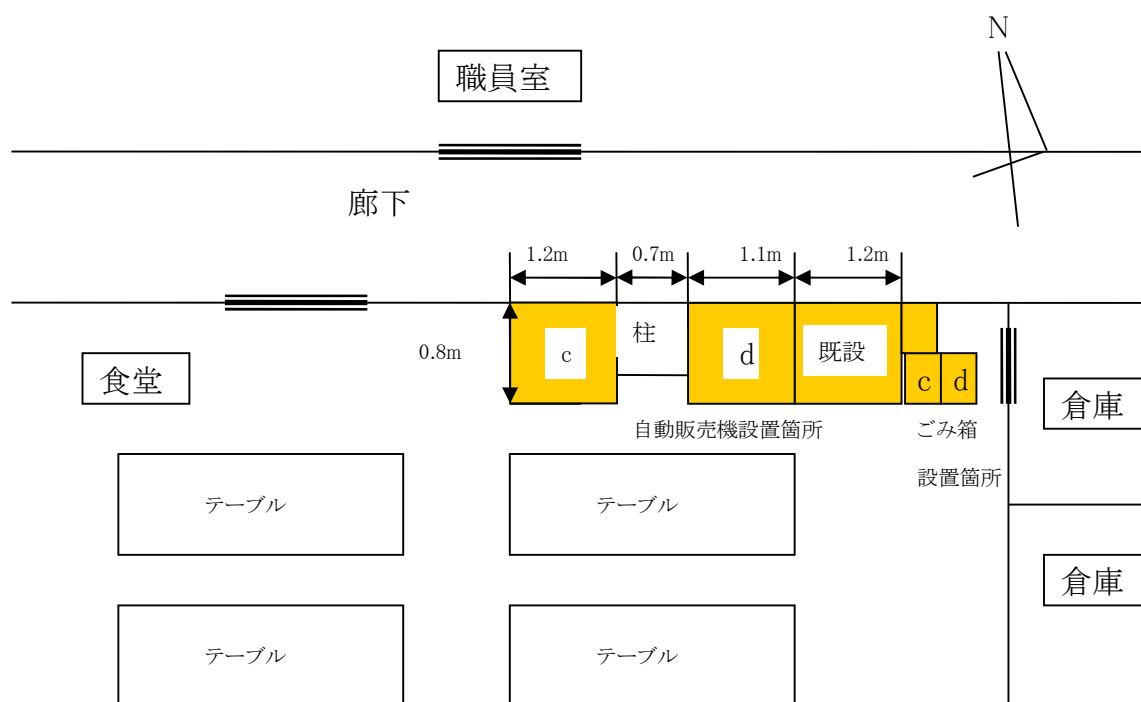 N
職員室
廊下
1.2m
0.7m
1.1m
1.2m
0.8m
c
柱
d
既設
c
d
食堂
倉庫
自動販売機設置箇所
ごみ箱
設置箇所
テーブル
テーブル
倉庫
テーブル
テーブル